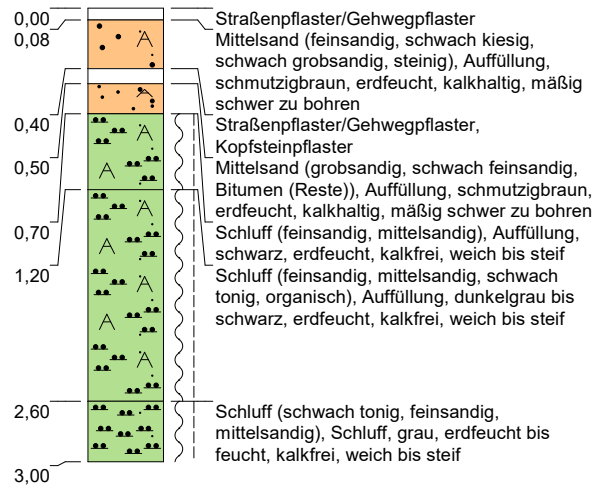 0,00
Straßenpflaster/Gehwegpflaster
0,08
Mittelsand (feinsandig, schwach kiesig,
schwach grobsandig, steinig), Auffüllung,
schmutzigbraun, erdfeucht, kalkhaltig, mäßig
schwer zu bohren
0,40
Straßenpflaster/Gehwegpflaster,
Kopfsteinpflaster
0,50
Mittelsand (grobsandig, schwach feinsandig,
Bitumen (Reste)), Auffüllung, schmutzigbraun,
erdfeucht, kalkhaltig, mäßig schwer zu bohren
0,70
Schluff (feinsandig, mittelsandig), Auffüllung,
schwarz, erdfeucht, kalkfrei, weich bis steif
1,20
Schluff (feinsandig, mittelsandig, schwach
tonig, organisch), Auffüllung, dunkelgrau bis
schwarz, erdfeucht, kalkfrei, weich bis steif
2,60
Schluff (schwach tonig, feinsandig,
mittelsandig), Schluff, grau, erdfeucht bis
feucht, kalkfrei, weich bis steif
3,00
A
A
A
A
A
A
A
A
A
A